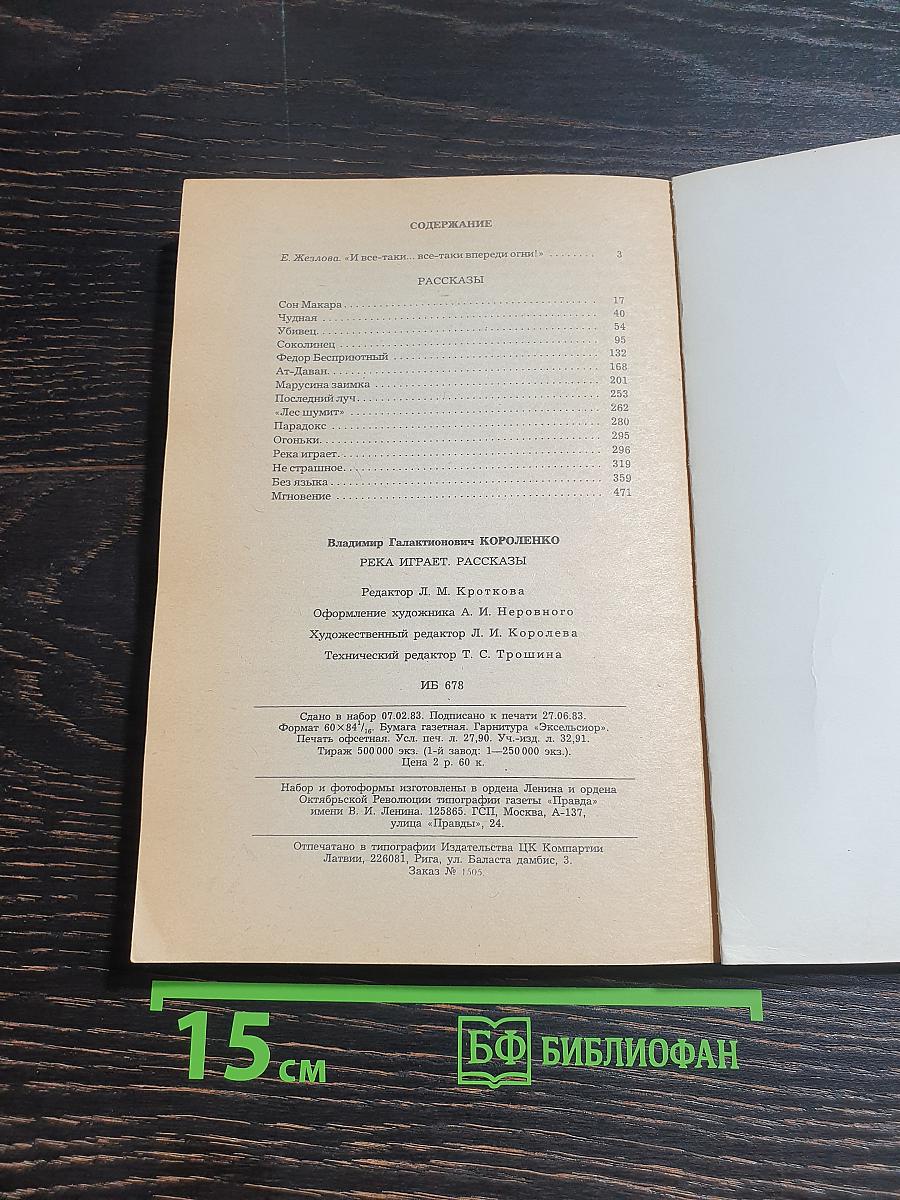 СОДЕРЖАНИЕ
Е. Жезлова. «И все-таки... все-таки впереди огни!» ........ 3
РАССКАЗЫ
Сон Макара ........ 17
Чудная ........ 40
Убивец ........ 54
Соколинец ........ 95
Федор Бесприютный ........ 132
Ат-Даван ........ 168
Марусина заимка ........ 201
Последний луч ........ 253
«Лес шумит» ........ 262
Парадокс ........ 280
Огоньки ........ 295
Река играет ........ 296
Не страшное ........ 319
Без языка ........ 359
Мгновение ........ 471
Владимир Галактионович КОРОЛЕНКО
РЕКА ИГРАЕТ. РАССКАЗЫ
Редактор Л. М. Кроткова
Оформление художника А. И. Неровного
Художественный редактор Л. И. Королева
Технический редактор Т. С. Трошина
ИБ 678
Сдано в набор 07.02.83. Подписано к печати 27.06.83.
Формат 60×84 1/16. Бумага газетная. Гарнитура «Эксельсиор».
Печать офсетная. Усл. печ. л. 27,90. Уч.-изд. л. 32,91.
Тираж 500 000 экз. (1-й завод: 1—250 000 экз.).
Цена 2 р. 60 к.
Набор и фотоформы изготовлены в ордена Ленина и ордена
Октябрьской Революции типографии газеты «Правда»
имени В. И. Ленина. 125865. ГСП, Москва, А-137,
улица «Правды», 24.
Отпечатано в типографии Издательства ЦК Компартии
Латвии, 226081, Рига, ул. Баласта дамбис, 3.
Заказ № 1505.
15 см
БФ БИБЛИОФАН